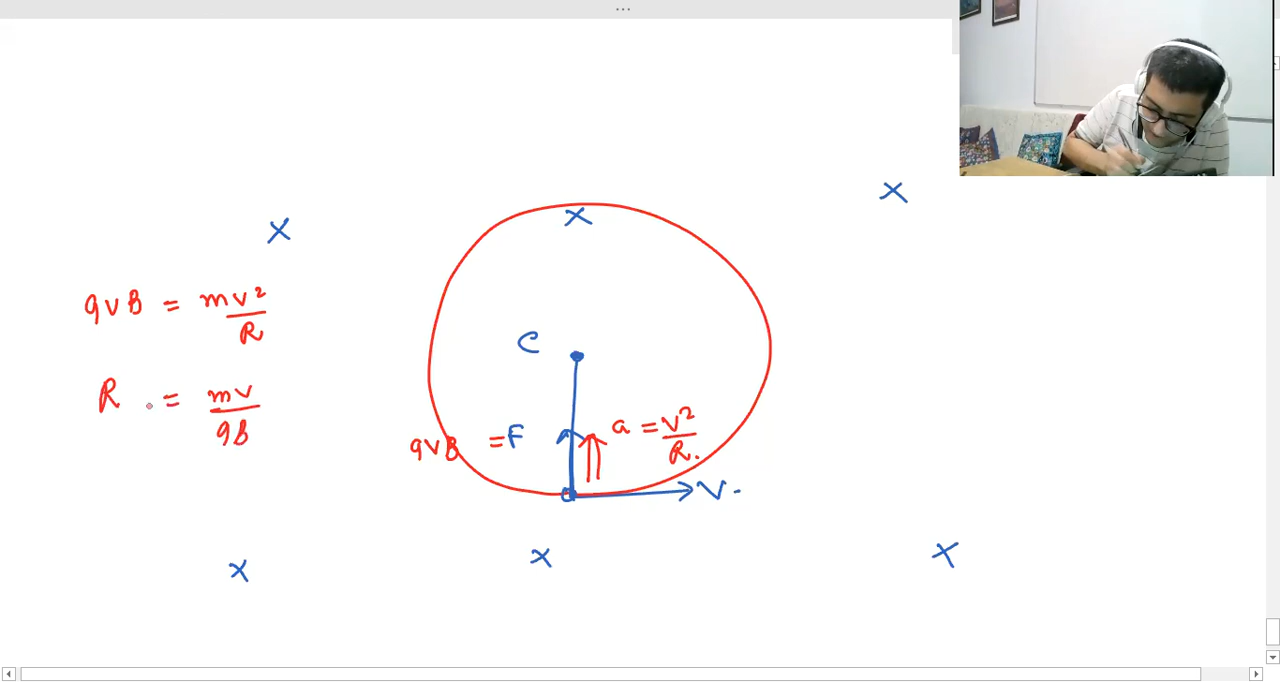 x
x
x
qvB = mv²/R
C
R . = mv/qB
qvB = F
a = v²/R.
V.
x
x
x